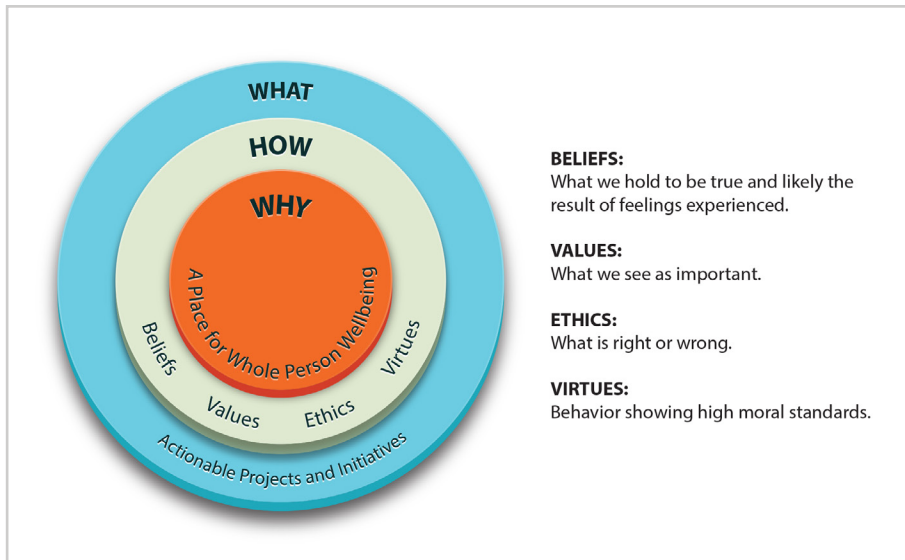 WHAT
HOW
WHY
A Place for Whole Person Wellbeing
Beliefs
Values
Ethics
Virtues
Actionable Projects and Initiatives
BELIEFS:
What we hold to be true and likely the
result of feelings experienced.
VALUES:
What we see as important.
ETHICS:
What is right or wrong.
VIRTUES:
Behavior showing high moral standards.